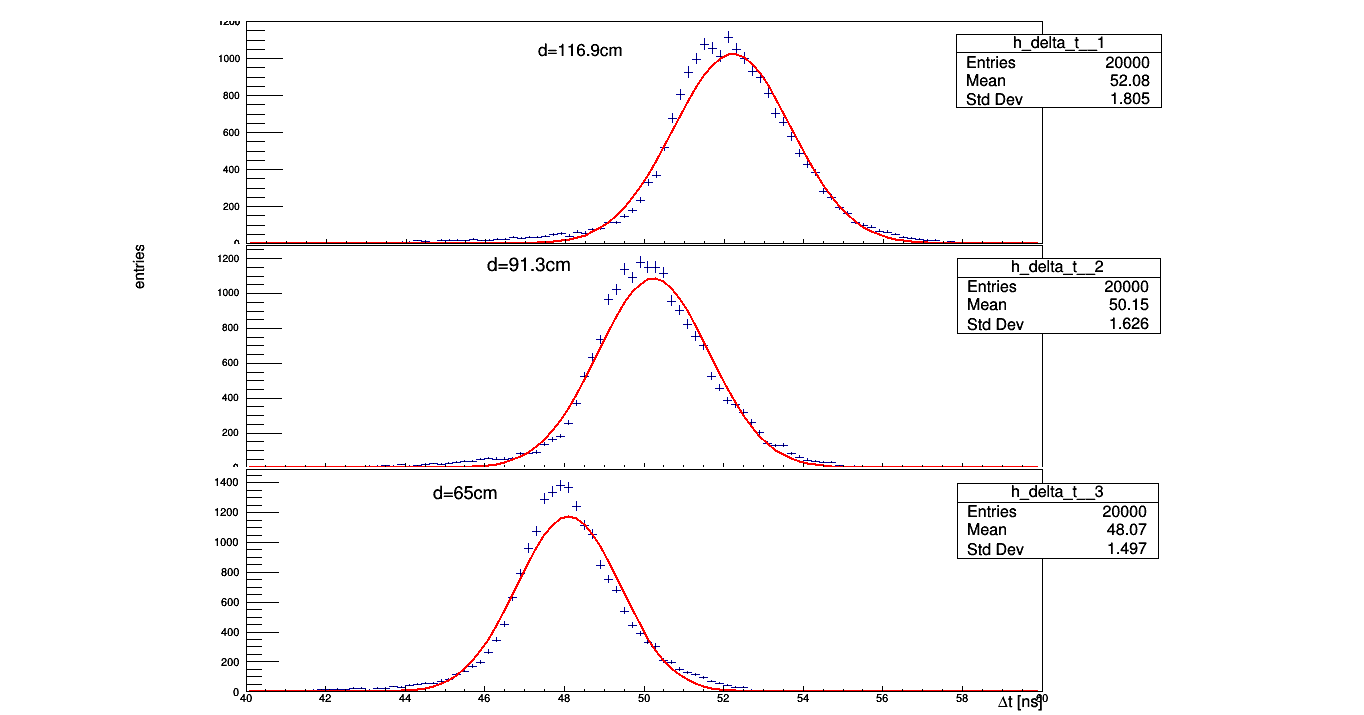 1200
d=116.9cm
1000
800
600
400
200
0
h_delta_t__1
Entries 20000
Mean 52.08
Std Dev 1.805
entries
1200
d=91.3cm
1000
800
600
400
200
0
h_delta_t__2
Entries 20000
Mean 50.15
Std Dev 1.626
1400
d=65cm
1200
1000
800
600
400
200
0
h_delta_t__3
Entries 20000
Mean 48.07
Std Dev 1.497
40 42 44 46 48 50 52 54 56 58
Δt [ns]